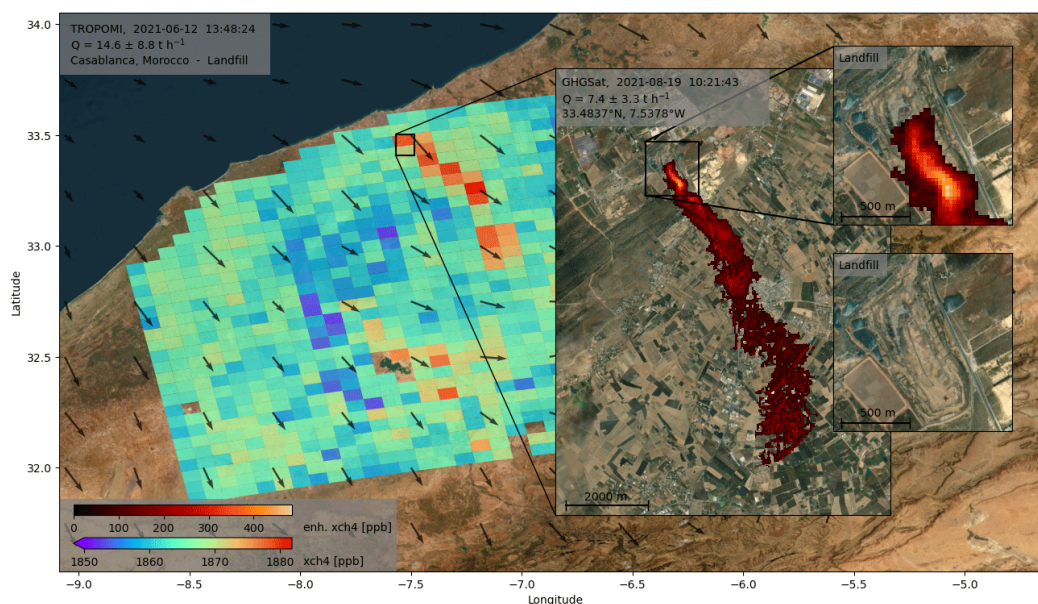 TROPOMI, 2021-06-12 13:48:24
Q = 14.6 ± 8.8 t h⁻¹
Casablanca, Morocco - Landfill
GHGSat, 2021-08-19 10:21:43
Q = 7.4 ± 3.3 t h⁻¹
33.4837°N, 7.5378°W
Landfill
500 m
Landfill
500 m
2000 m
0 100 200 300 400
enh. xch4 [ppb]
1850 1860 1870 1880
xch4 [ppb]
34.0
33.5
33.0
32.5
32.0
Latitude
−9.0 −8.5 −8.0 −7.5 −7.0 −6.5 −6.0 −5.5 −5.0
Longitude